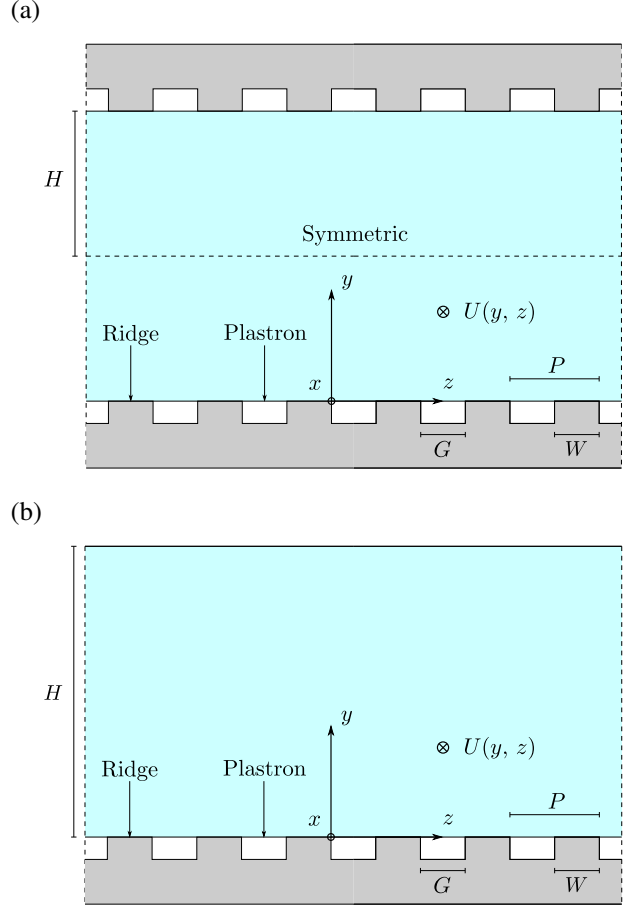 (a)
H
Symmetric
y
U(y, z)
Ridge
Plastron
P
x
z
G
W
(b)
H
y
U(y, z)
Ridge
Plastron
P
x
z
G
W